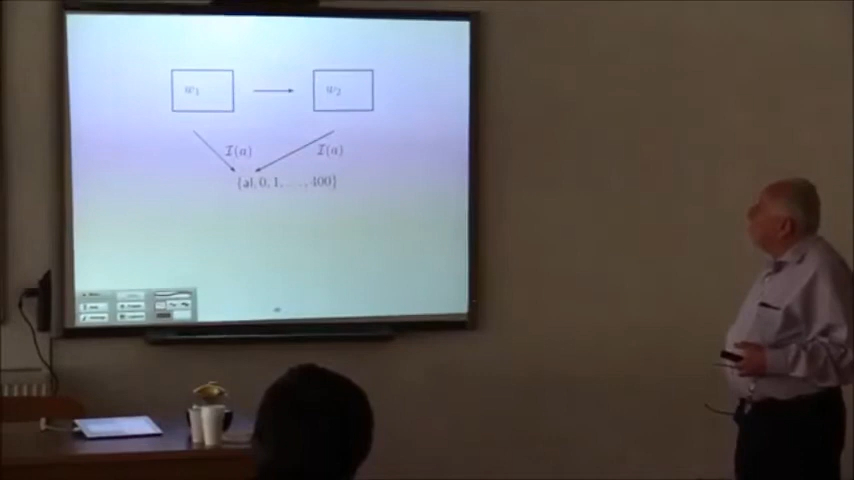 w₁ w₂
𝓘(a) 𝓘(a)
{al, 0, 1, . . . , 400}